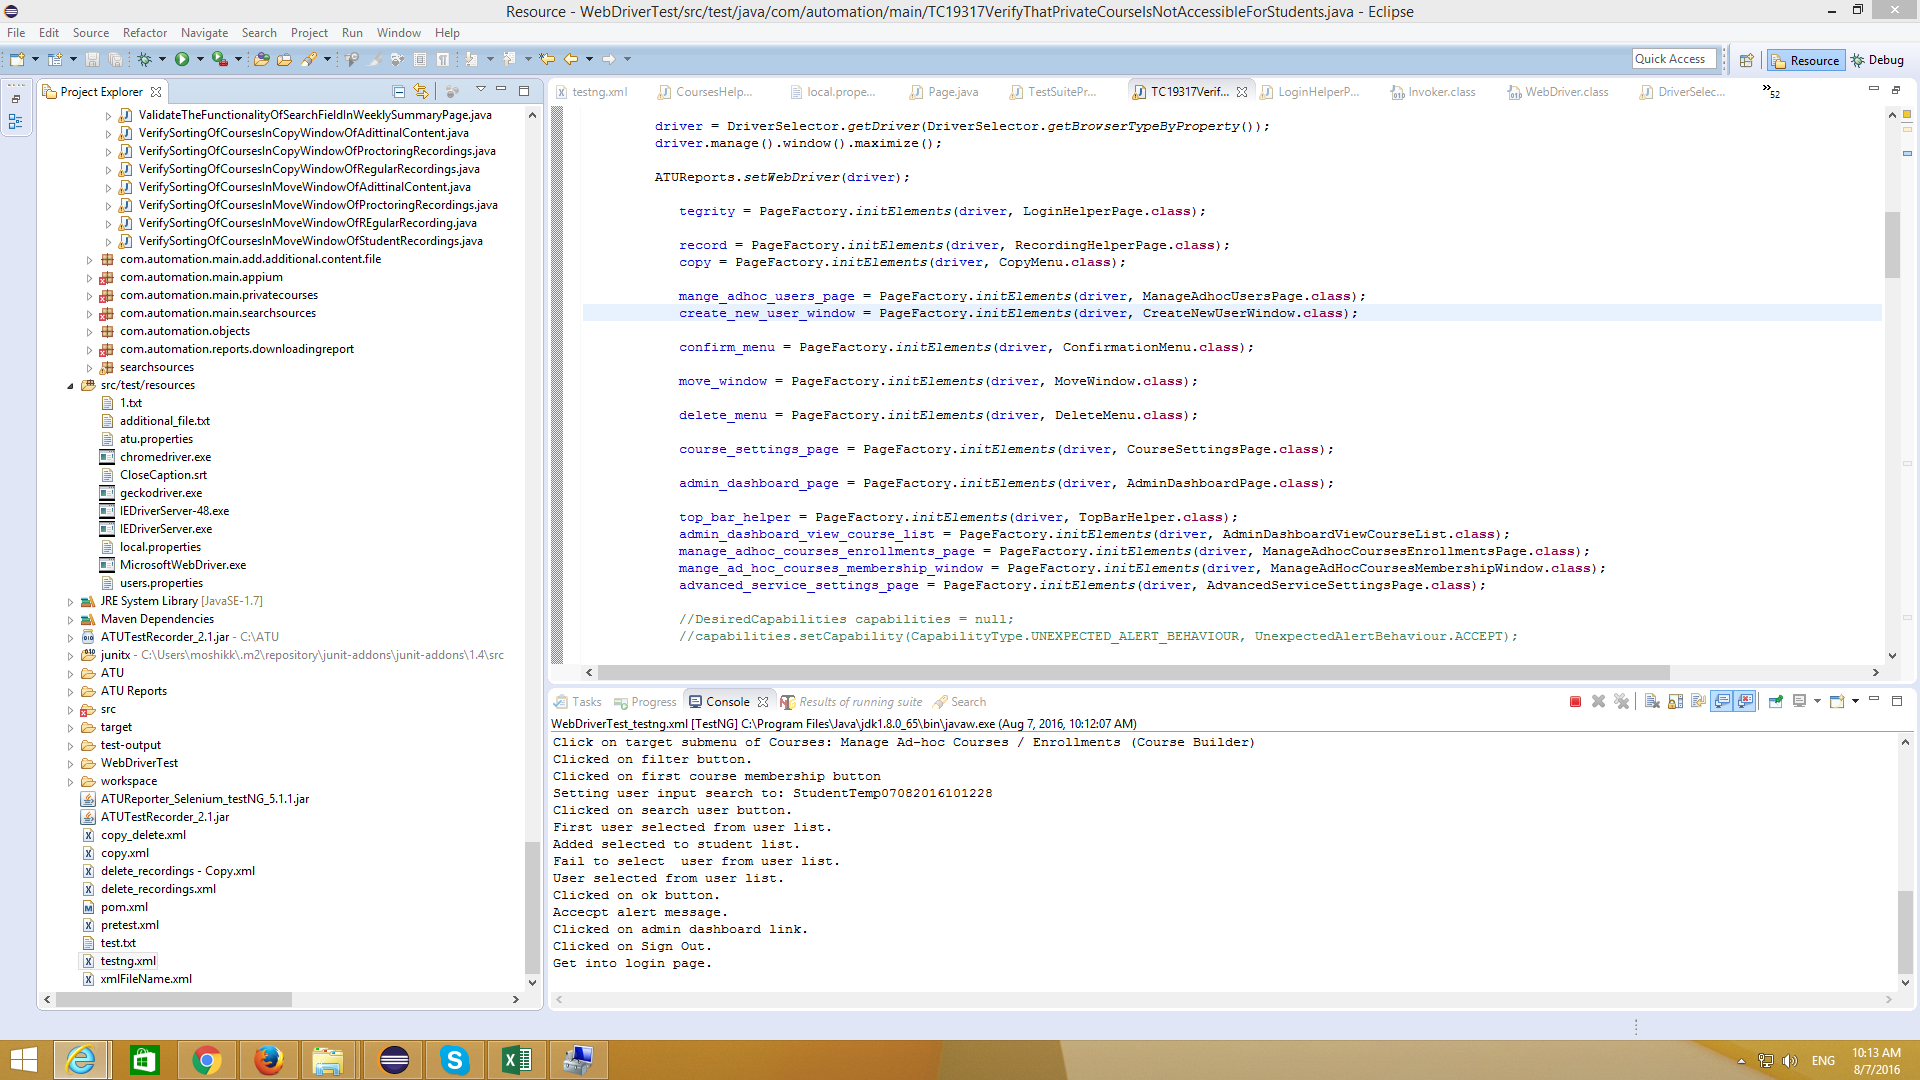 Resource - WebDriverTest/src/test/java/com/automation/main/TC19317VerifyThatPrivateCourseIsNotAccessibleForStudents.java - Eclipse
File Edit Source Refactor Navigate Search Project Run Window Help
Quick Access Resource Debug
Project Explorer
ValidateTheFunctionalityOfSearchFieldInWeeklySummaryPage.java
VerifySortingOfCoursesInCopyWindowOfAdittinalContent.java
VerifySortingOfCoursesInCopyWindowOfProctoringRecordings.java
VerifySortingOfCoursesInCopyWindowOfRegularRecordings.java
VerifySortingOfCoursesInMoveWindowOfAdittinalContent.java
VerifySortingOfCoursesInMoveWindowOfProctoringRecordings.java
VerifySortingOfCoursesInMoveWindowOfREgularRecording.java
VerifySortingOfCoursesInMoveWindowOfStudentRecordings.java
com.automation.main.add.additional.content.file
com.automation.main.appium
com.automation.main.privatecourses
com.automation.main.searchsources
com.automation.objects
com.automation.reports.downloadingreport
searchsources
src/test/resources
1.txt
additional_file.txt
atu.properties
chromedriver.exe
CloseCaption.srt
geckodriver.exe
IEDriverServer-48.exe
IEDriverServer.exe
local.properties
MicrosoftWebDriver.exe
users.properties
JRE System Library [JavaSE-1.7]
Maven Dependencies
ATUTestRecorder_2.1.jar - C:\ATU
junitx - C:\Users\moshikk\.m2\repository\junit-addons\junit-addons\1.4\src
ATU
ATU Reports
src
target
test-output
WebDriverTest
workspace
ATUReporter_Selenium_testNG_5.1.1.jar
ATUTestRecorder_2.1.jar
copy_delete.xml
copy.xml
delete_recordings - Copy.xml
delete_recordings.xml
pom.xml
pretest.xml
test.txt
testng.xml
xmlFileName.xml
testng.xml CoursesHelp... local.prope... Page.java TestSuitePr... TC19317Verif... LoginHelperP... Invoker.class WebDriver.class DriverSelec... »52
driver = DriverSelector.getDriver(DriverSelector.getBrowserTypeByProperty());
driver.manage().window().maximize();
ATUReports.setWebDriver(driver);
tegrity = PageFactory.initElements(driver, LoginHelperPage.class);
record = PageFactory.initElements(driver, RecordingHelperPage.class);
copy = PageFactory.initElements(driver, CopyMenu.class);
mange_adhoc_users_page = PageFactory.initElements(driver, ManageAdhocUsersPage.class);
create_new_user_window = PageFactory.initElements(driver, CreateNewUserWindow.class);
confirm_menu = PageFactory.initElements(driver, ConfirmationMenu.class);
move_window = PageFactory.initElements(driver, MoveWindow.class);
delete_menu = PageFactory.initElements(driver, DeleteMenu.class);
course_settings_page = PageFactory.initElements(driver, CourseSettingsPage.class);
admin_dashboard_page = PageFactory.initElements(driver, AdminDashboardPage.class);
top_bar_helper = PageFactory.initElements(driver, TopBarHelper.class);
admin_dashboard_view_course_list = PageFactory.initElements(driver, AdminDashboardViewCourseList.class);
manage_adhoc_courses_enrollments_page = PageFactory.initElements(driver, ManageAdhocCoursesEnrollmentsPage.class);
mange_ad_hoc_courses_membership_window = PageFactory.initElements(driver, ManageAdHocCoursesMembershipWindow.class);
advanced_service_settings_page = PageFactory.initElements(driver, AdvancedServiceSettingsPage.class);
//DesiredCapabilities capabilities = null;
//capabilities.setCapability(CapabilityType.UNEXPECTED_ALERT_BEHAVIOUR, UnexpectedAlertBehaviour.ACCEPT);
Tasks Progress Console Results of running suite Search
WebDriverTest_testng.xml [TestNG] C:\Program Files\Java\jdk1.8.0_65\bin\javaw.exe (Aug 7, 2016, 10:12:07 AM)
Click on target submenu of Courses: Manage Ad-hoc Courses / Enrollments (Course Builder)
Clicked on filter button.
Clicked on first course membership button
Setting user input search to: StudentTemp07082016101228
Clicked on search user button.
First user selected from user list.
Added selected to student list.
Fail to select  user from user list.
User selected from user list.
Clicked on ok button.
Accecpt alert message.
Clicked on admin dashboard link.
Clicked on Sign Out.
Get into login page.
ENG
10:13 AM
8/7/2016